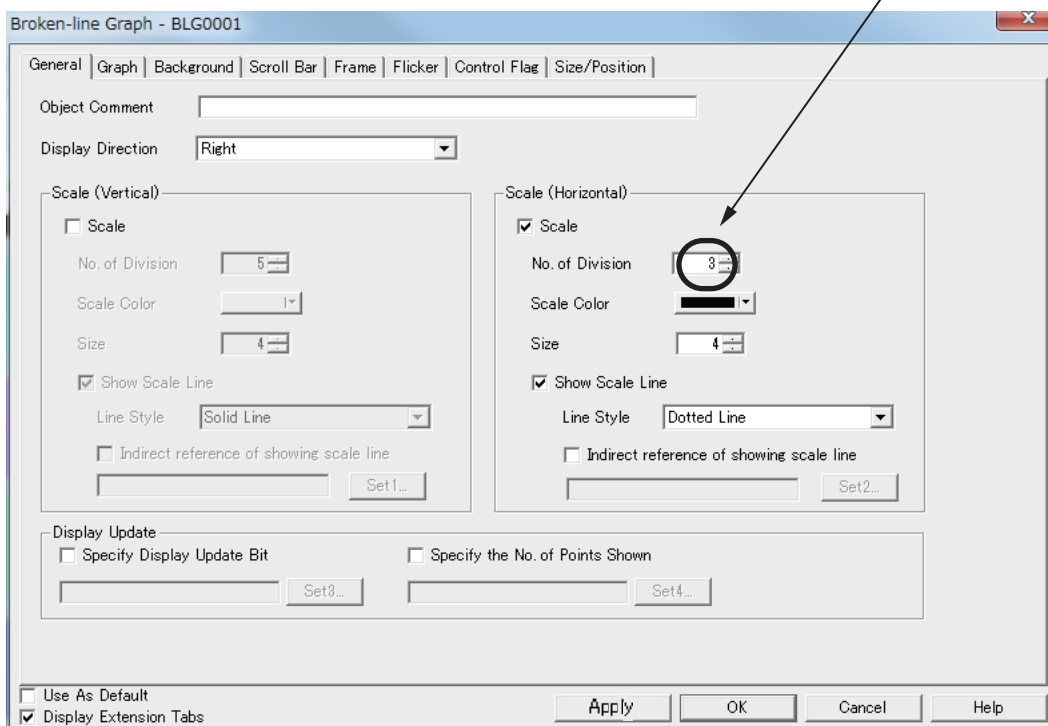 Broken-line Graph - BLG0001
General Graph Background Scroll Bar Frame Flicker Control Flag Size/Position
Object Comment
Display Direction Right
Scale (Vertical)
Scale
No. of Division 5
Scale Color
Size 4
Show Scale Line
Line Style Solid Line
Indirect reference of showing scale line
Set1...
Scale (Horizontal)
Scale
No. of Division 3
Scale Color
Size 4
Show Scale Line
Line Style Dotted Line
Indirect reference of showing scale line
Set2...
Display Update
Specify Display Update Bit Specify the No. of Points Shown
Set3... Set4...
Use As Default
Display Extension Tabs
Apply OK Cancel Help